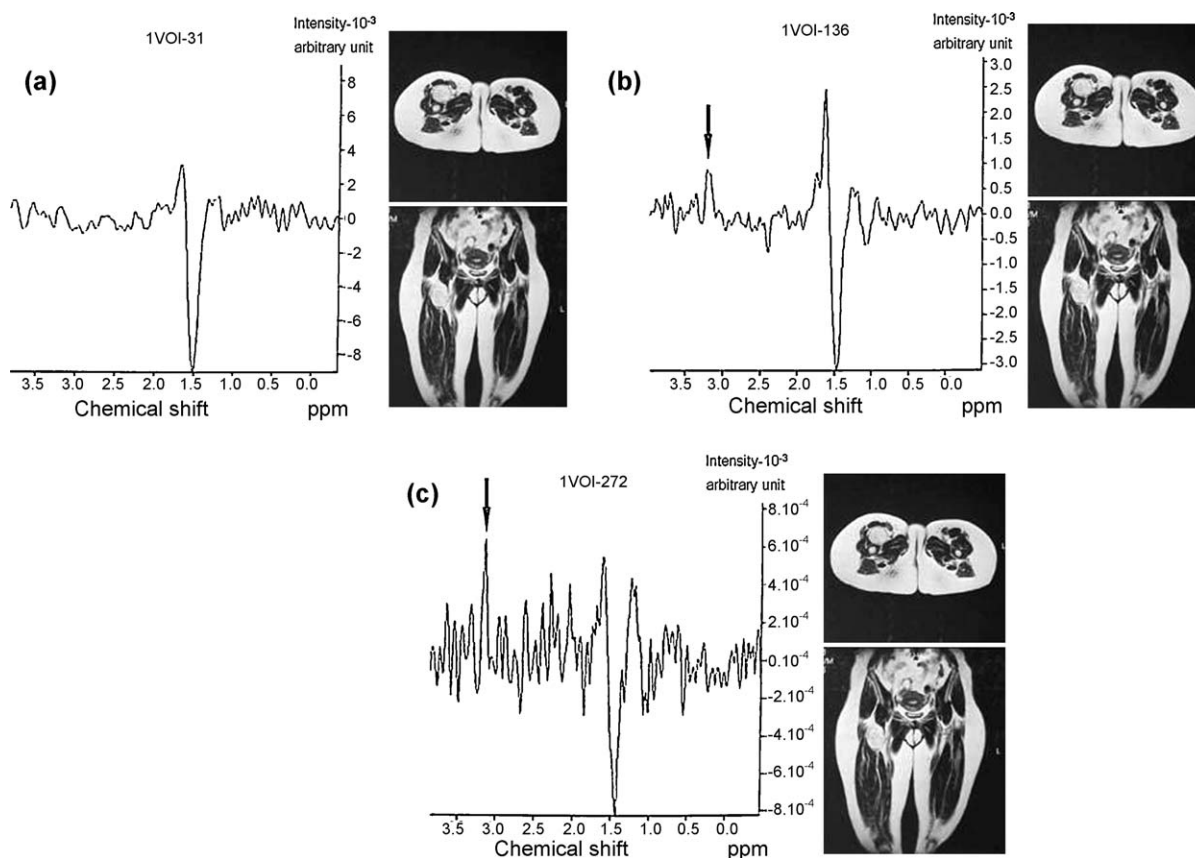 1VOI-31
Intensity-10-3
arbitrary unit
(a)
8
6
4
2
0
-2
-4
-6
-8
3.5 3.0 2.5 2.0 1.5 1.0 0.5 0.0
Chemical shift ppm
L
1VOI-136
Intensity-10-3
arbitrary unit
(b)
3.0
2.5
2.0
1.5
1.0
0.5
0.0
-0.5
-1.0
-1.5
-2.0
-2.5
-3.0
3.5 3.0 2.5 2.0 1.5 1.0 0.5 0.0
Chemical shift ppm
1VOI-272
Intensity-10-3
arbitrary unit
(c)
8.10-4
6.10-4
4.10-4
2.10-4
0.10-4
-2.10-4
-4.10-4
-6.10-4
-8.10-4
3.5 3.0 2.5 2.0 1.5 1.0 0.5 0.0
Chemical shift ppm
L